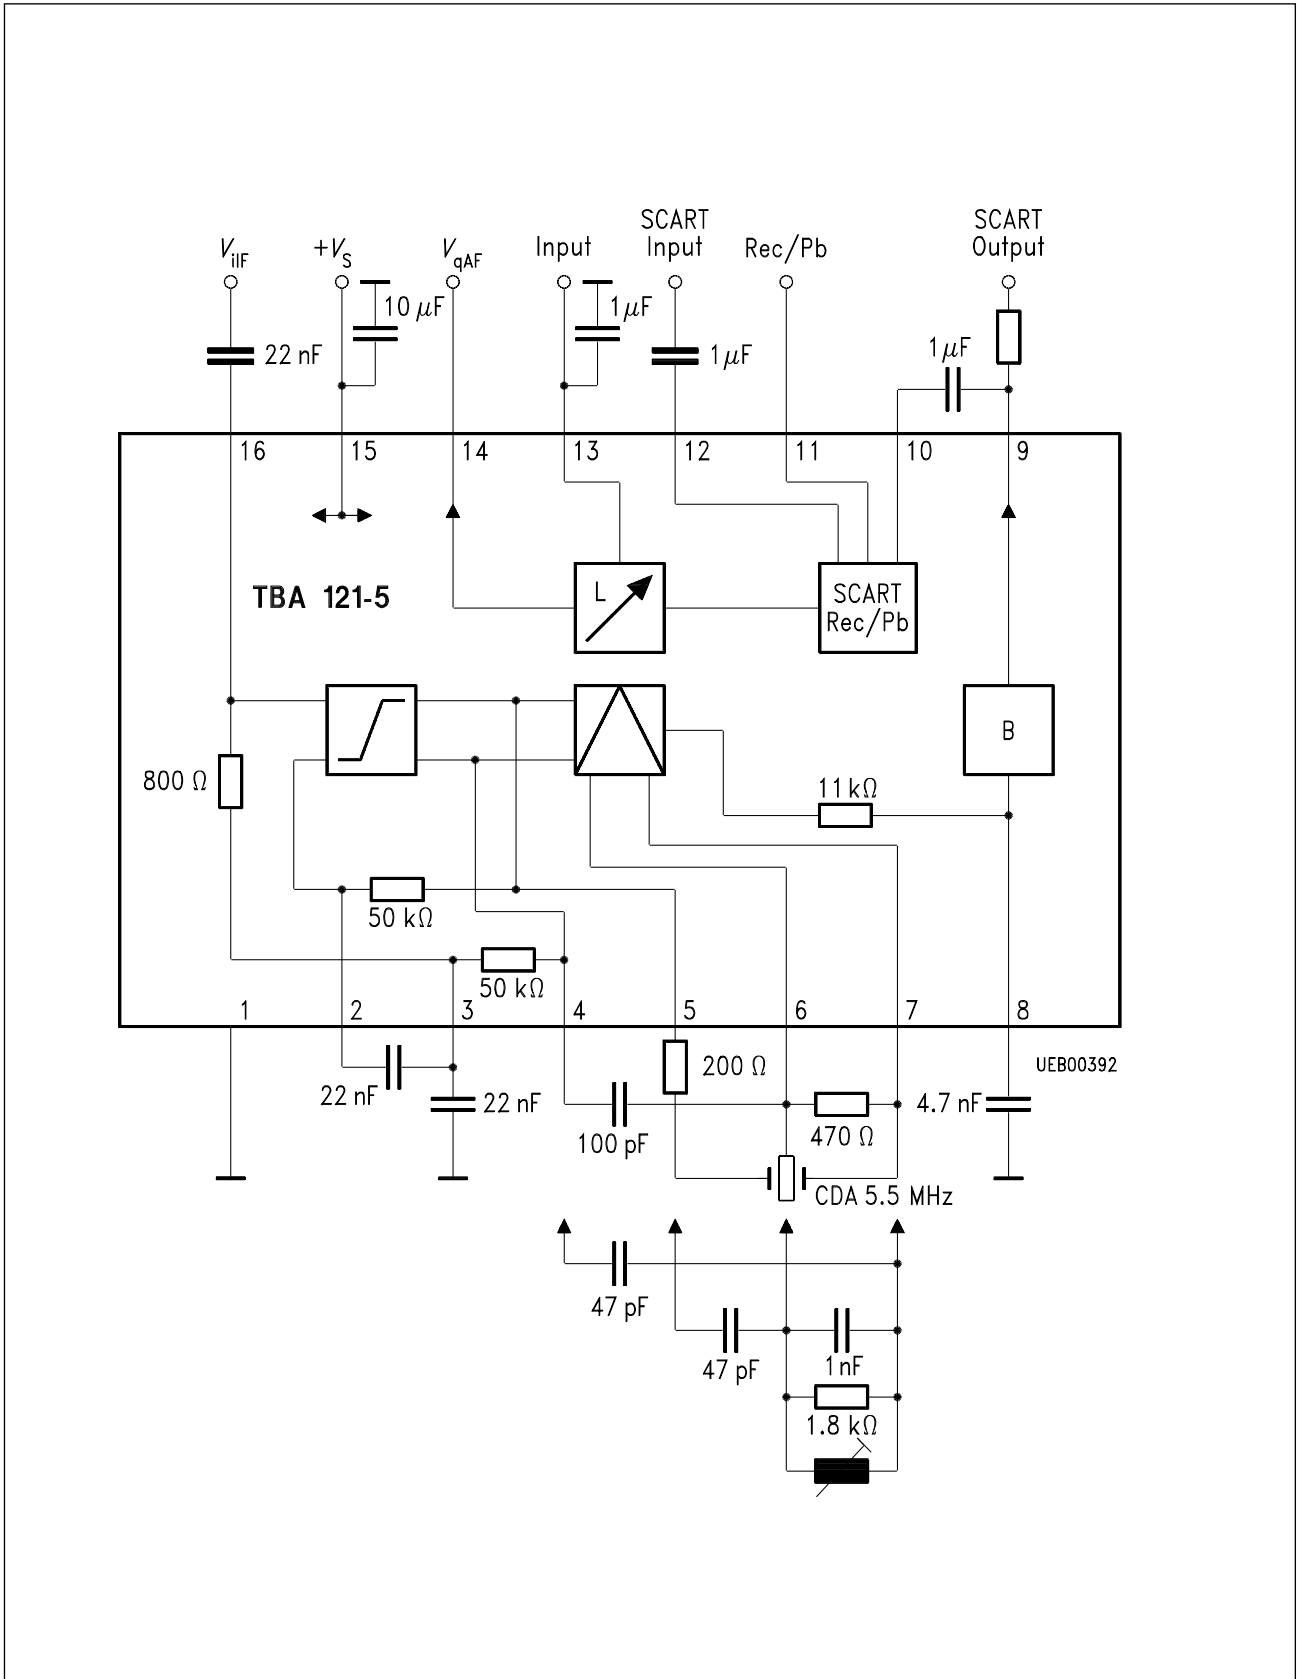 SCART
SCART
V_iIF
+V_S
V_qAF
Input
Input
Rec/Pb
Output
10 µF
1µF
22 nF
1µF
1µF
16
15
14
13
12
11
10
9
TBA 121-5
L
SCART
Rec/Pb
B
800 Ω
11 kΩ
50 kΩ
50 kΩ
1
2
3
4
5
6
7
8
UEB00392
200 Ω
22 nF
22 nF
4.7 nF
100 pF
470 Ω
CDA 5.5 MHz
47 pF
47 pF
1 nF
1.8 kΩ